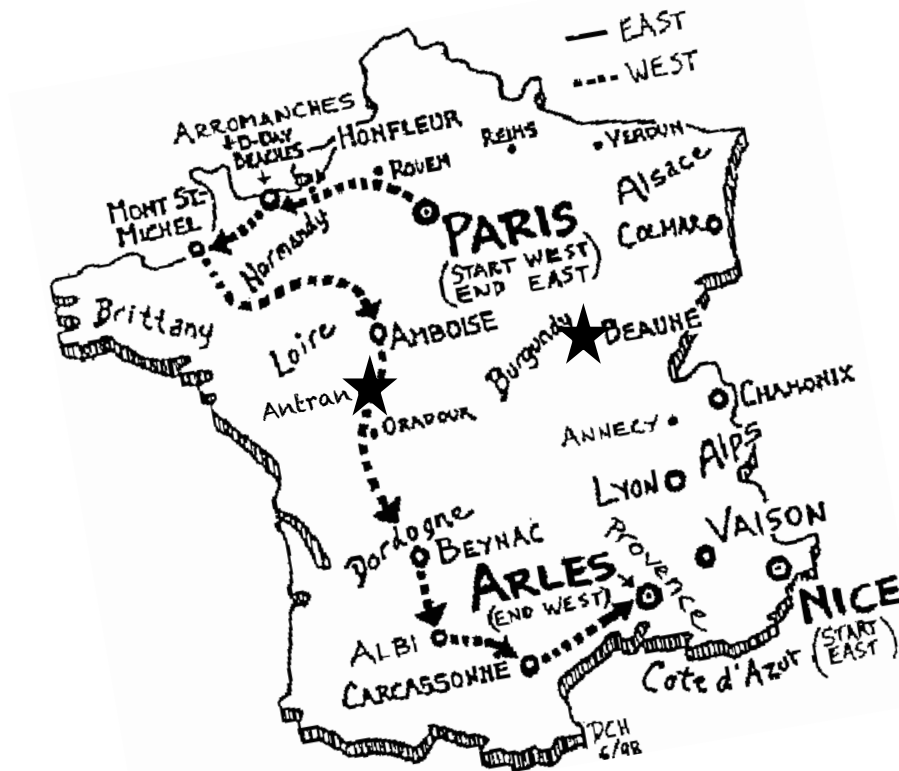 EAST
WEST
ARROMANCHES
+D-DAY
BEACHES
HONFLEUR
ROUEN
REIMS
VERDUN
Alsace
COLMAR
MONT ST-
MICHEL
Normandy
PARIS
(START WEST
END EAST)
Brittany
Loire
AMBOISE
Burgundy
BEAUNE
Antran
ORADOUR
CHAMONIX
ANNECY
Alps
LYON
Dordogne
BEYNAC
Provence
VAISON
ARLES
(END WEST)
NICE
(START
EAST)
ALBI
CARCASSONNE
Cote d'Azur
DCH
6/98